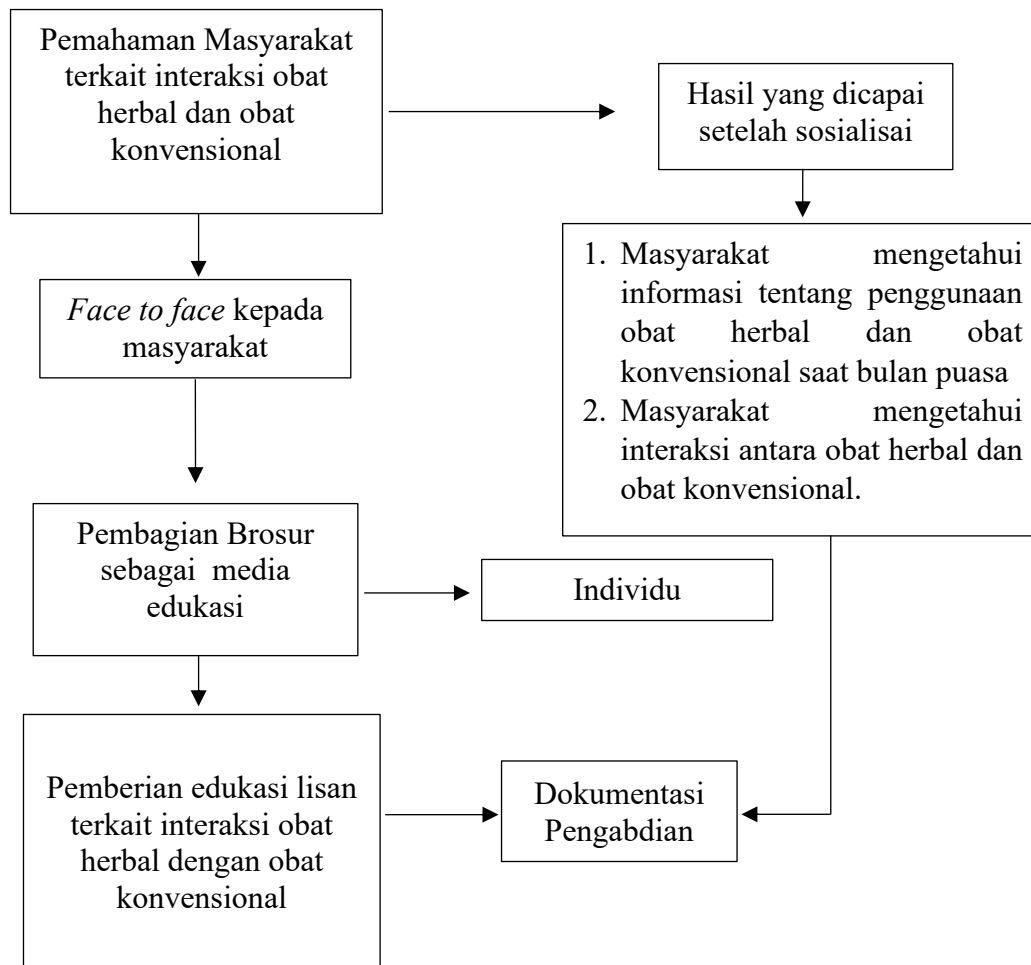 Pemahaman Masyarakat
terkait interaksi obat
herbal dan obat
konvensional
Hasil yang dicapai
setelah sosialisai
1. Masyarakat mengetahui
informasi tentang penggunaan
obat herbal dan obat
konvensional saat bulan puasa
2. Masyarakat mengetahui
interaksi antara obat herbal dan
obat konvensional.
Face to face kepada
masyarakat
Pembagian Brosur
sebagai media
edukasi
Individu
Pemberian edukasi lisan
terkait interaksi obat
herbal dengan obat
konvensional
Dokumentasi
Pengabdian